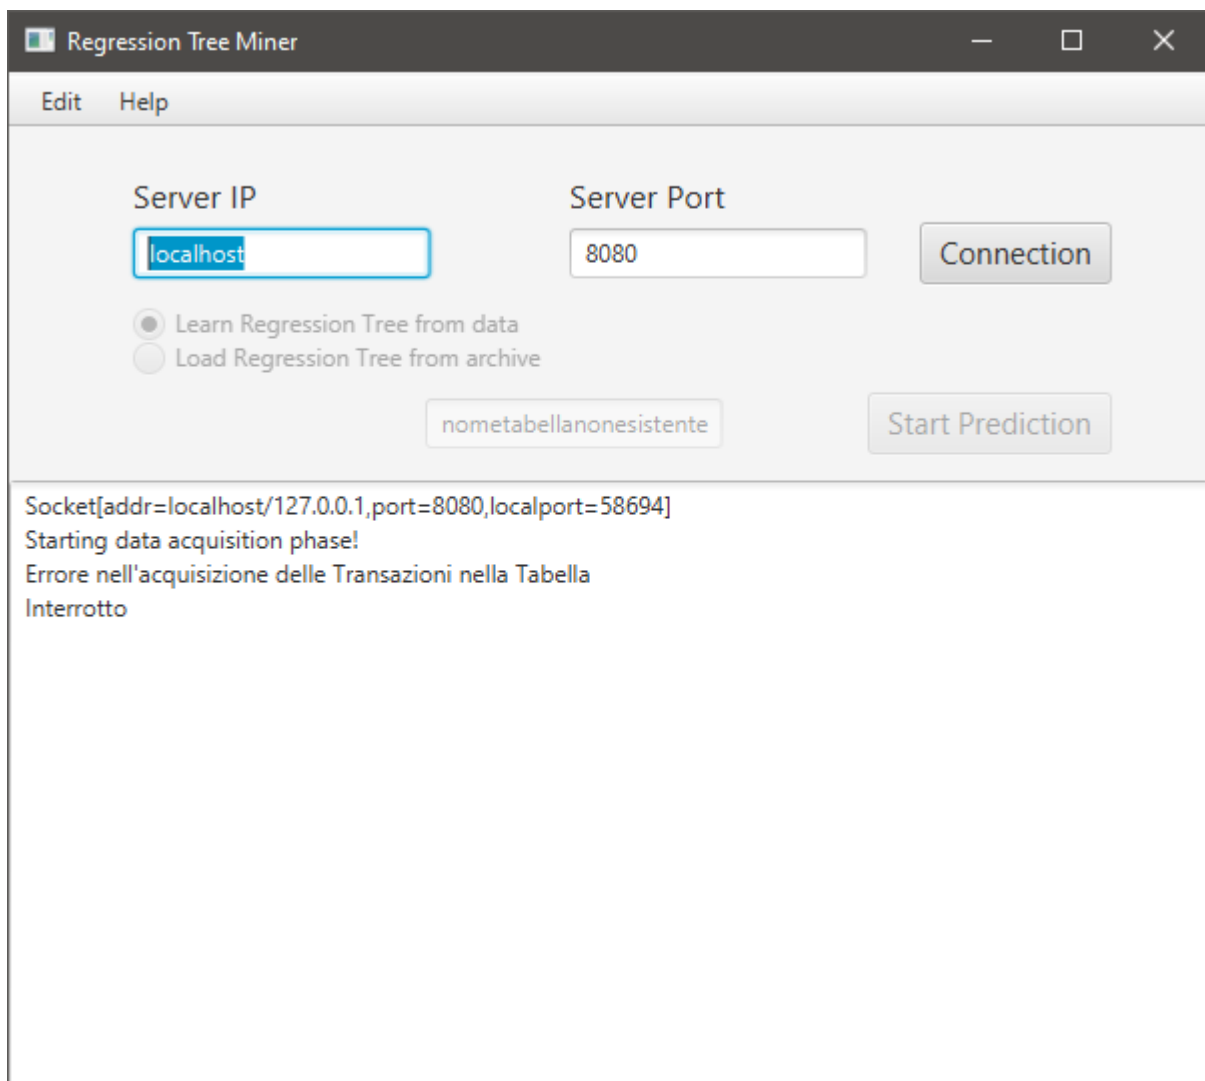 Regression Tree Miner
Edit Help
Server IP Server Port
localhost 8080 Connection
Learn Regression Tree from data
Load Regression Tree from archive
nometabellanonesistente Start Prediction
Socket[addr=localhost/127.0.0.1,port=8080,localport=58694]
Starting data acquisition phase!
Errore nell'acquisizione delle Transazioni nella Tabella
Interrotto